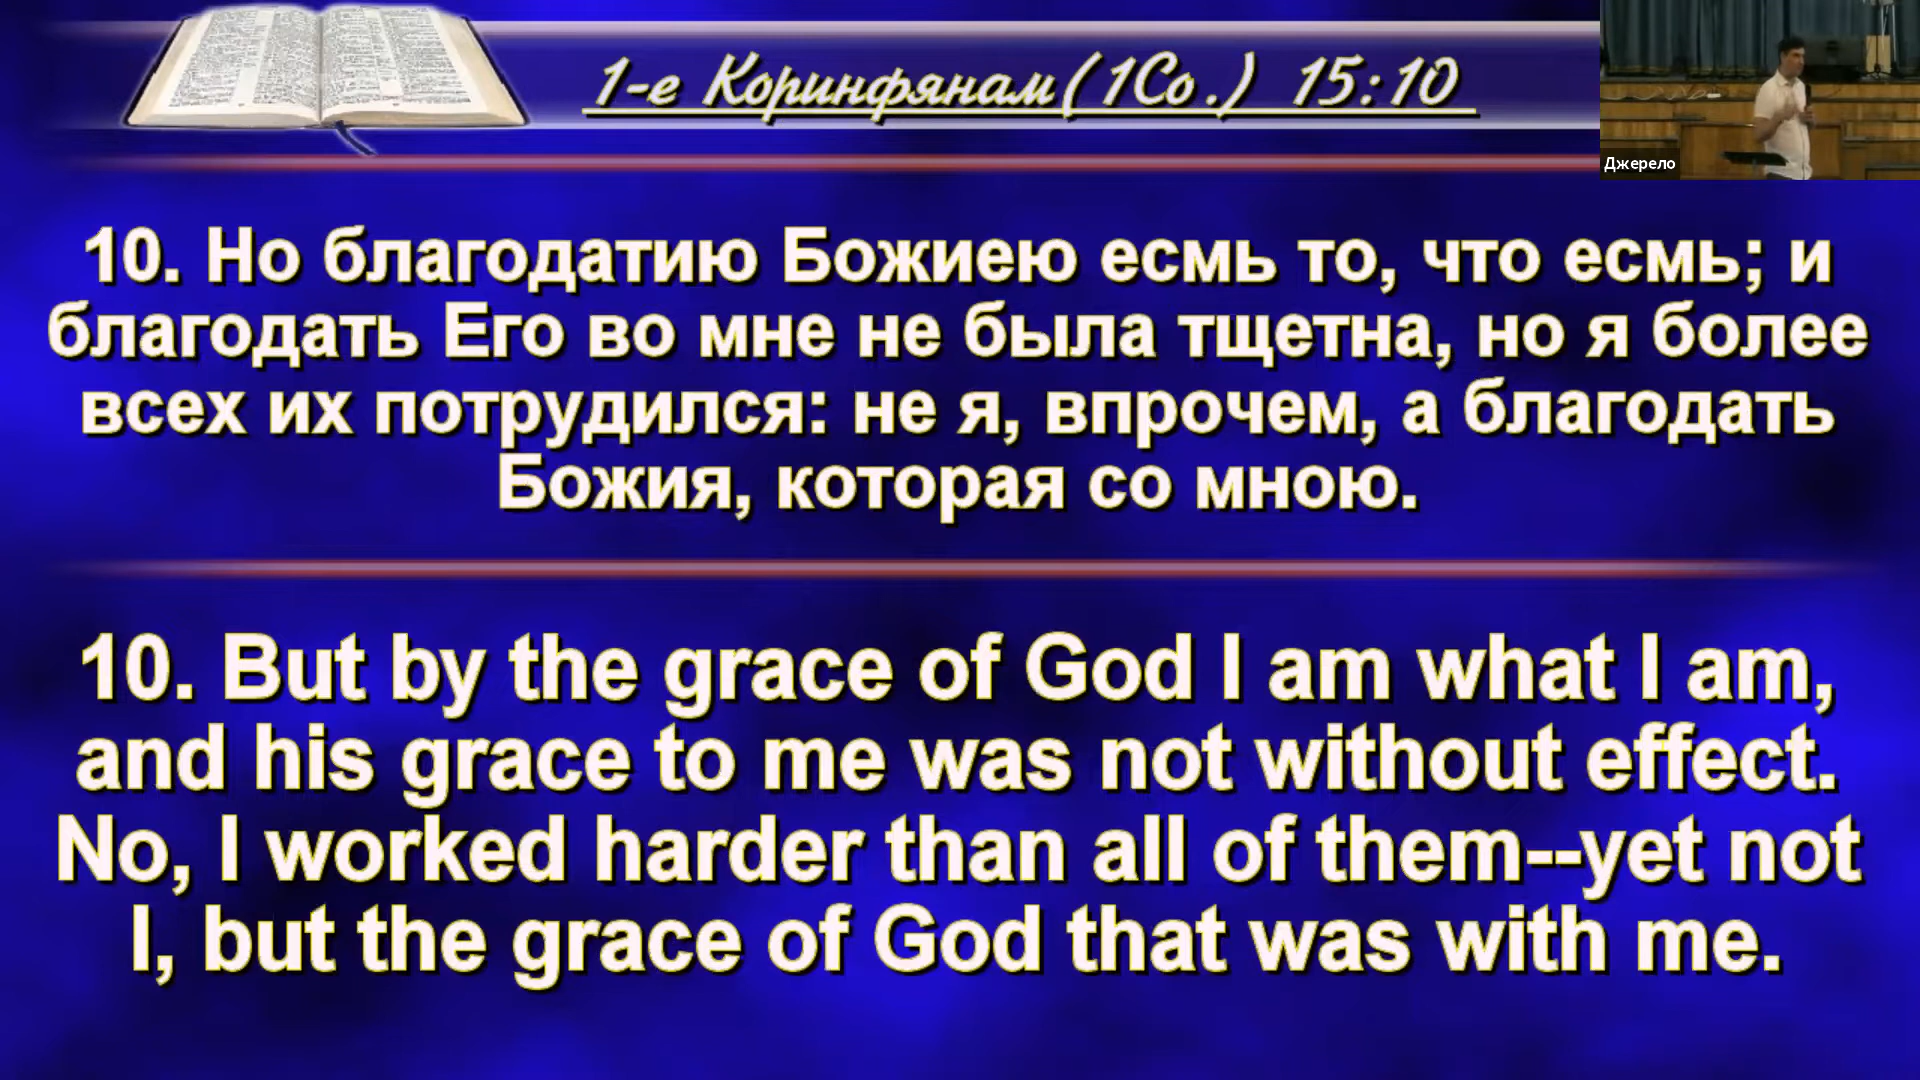 1-е Коринфянам(1Co.) 15:10
Джерело
10. Но благодатию Божиею есмь то, что есмь; и
благодать Его во мне не была тщетна, но я более
всех их потрудился: не я, впрочем, а благодать
Божия, которая со мною.
10. But by the grace of God I am what I am,
and his grace to me was not without effect.
No, I worked harder than all of them--yet not
I, but the grace of God that was with me.